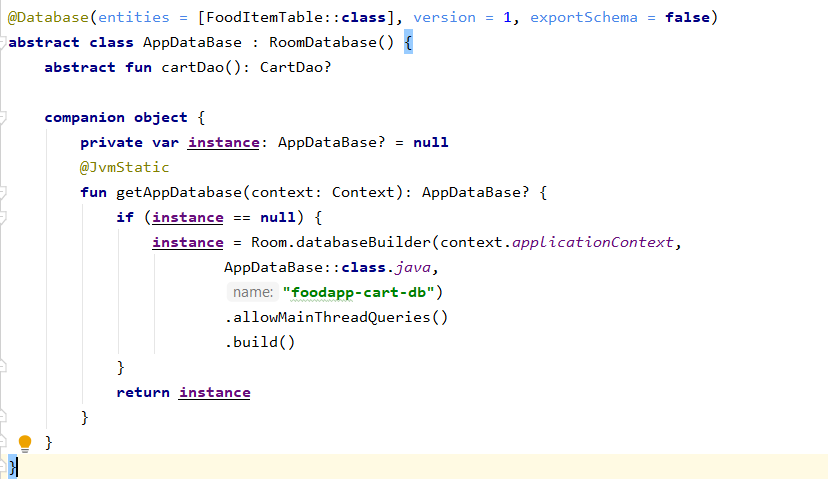 @Database(entities = [FoodItemTable::class], version = 1, exportSchema = false)
abstract class AppDataBase : RoomDatabase() {
    abstract fun cartDao(): CartDao?

    companion object {
        private var instance: AppDataBase? = null
        @JvmStatic
        fun getAppDatabase(context: Context): AppDataBase? {
            if (instance == null) {
                instance = Room.databaseBuilder(context.applicationContext,
                        AppDataBase::class.java,
                        name: "foodapp-cart-db")
                        .allowMainThreadQueries()
                        .build()
            }
            return instance
        }
    }
}